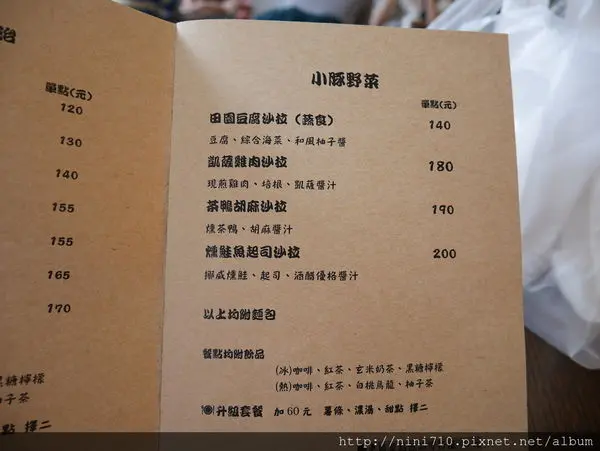 治
單點(元)
120
130
140
155
155
165
170
黑糖檸檬
柚子茶
點 擇二
小豚野菜
單點(元)
田園豆腐沙拉(蔬食) 140
豆腐、綜合海菜、和風柚子醬
凱薩雞肉沙拉 180
現煎雞肉、培根、凱薩醬汁
茶鴨胡麻沙拉 190
燻茶鴨、胡麻醬汁
燻鮭魚起司沙拉 200
挪威燻鮭、起司、酒醋優格醬汁
以上均附麵包
餐點均附飲品
(冰)咖啡、紅茶、玄米奶茶、黑糖檸檬
(熱)咖啡、紅茶、白桃烏龍、柚子茶
升級套餐 加60元 薯條、濃湯、甜點 擇二
http://nini710.pixnet.net/album